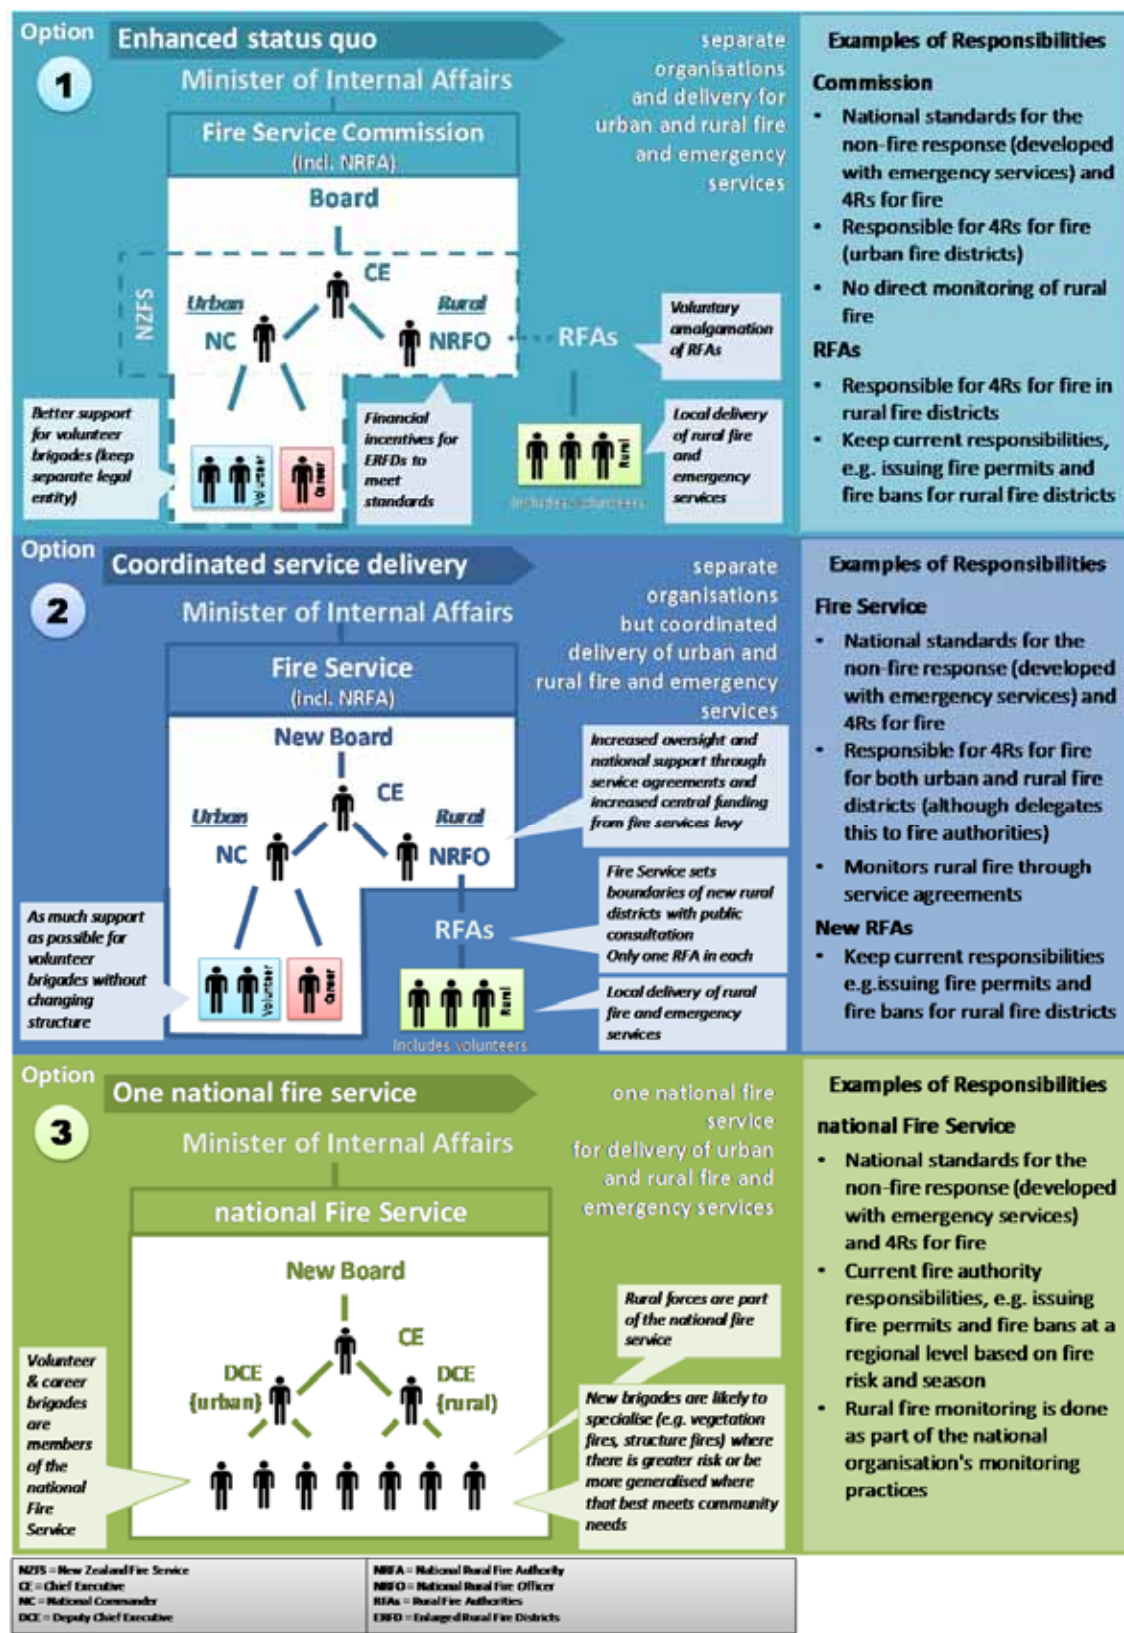 Option
1
Enhanced status quo
Minister of Internal Affairs
Fire Service Commission
(incl. NRFA)
Board
CE
NZFS
Urban
NC
Rural
NRFO
RFAs
Volunteer
Career
Rural
Includes volunteers
separate
organisations
and delivery for
urban and rural fire
and emergency
services
Voluntary
amalgamation
of RFAs
Better support
for volunteer
brigades (keep
separate legal
entity)
Financial
incentives for
ERFDs to
meet
standards
Local delivery
of rural fire
and
emergency
services
Examples of Responsibilities
Commission
• National standards for the
non-fire response (developed
with emergency services) and
4Rs for fire
• Responsible for 4Rs for fire
(urban fire districts)
• No direct monitoring of rural
fire
RFAs
• Responsible for 4Rs for fire in
rural fire districts
• Keep current responsibilities,
e.g. issuing fire permits and
fire bans for rural fire districts
Option
2
Coordinated service delivery
Minister of Internal Affairs
Fire Service
(incl. NRFA)
New Board
CE
Urban
NC
Rural
NRFO
RFAs
Volunteer
Career
Rural
Includes volunteers
separate
organisations
but coordinated
delivery of urban and
rural fire and emergency
services
Increased oversight and
national support through
service agreements and
increased central funding
from fire services levy
Fire Service sets
boundaries of new rural
districts with public
consultation
Only one RFA in each
As much support
as possible for
volunteer
brigades without
changing
structure
Local delivery of rural
fire and emergency
services
Examples of Responsibilities
Fire Service
• National standards for the
non-fire response (developed
with emergency services) and
4Rs for fire
• Responsible for 4Rs for fire
for both urban and rural fire
districts (although delegates
this to fire authorities)
• Monitors rural fire through
service agreements
New RFAs
• Keep current responsibilities
e.g.issuing fire permits and
fire bans for rural fire districts
Option
3
One national fire service
Minister of Internal Affairs
national Fire Service
New Board
CE
DCE
(urban)
DCE
(rural)
one national fire
service
for delivery of urban
and rural fire and
emergency services
Rural forces are part
of the national fire
service
Volunteer
& career
brigades
are
members
of the
national
Fire
Service
New brigades are likely to
specialise (e.g. vegetation
fires, structure fires) where
there is greater risk or be
more generalised where
that best meets community
needs
Examples of Responsibilities
national Fire Service
• National standards for the
non-fire response (developed
with emergency services)
and 4Rs for fire
• Current fire authority
responsibilities, e.g. issuing
fire permits and fire bans at a
regional level based on fire
risk and season
• Rural fire monitoring is done
as part of the national
organisation's monitoring
practices
NZFS = New Zealand Fire Service
CE = Chief Executive
NC = National Commander
DCE = Deputy Chief Executive
NRFA = National Rural Fire Authority
NRFO = National Rural Fire Officer
RFAs = Rural Fire Authorities
ERFD = Enlarged Rural Fire Districts